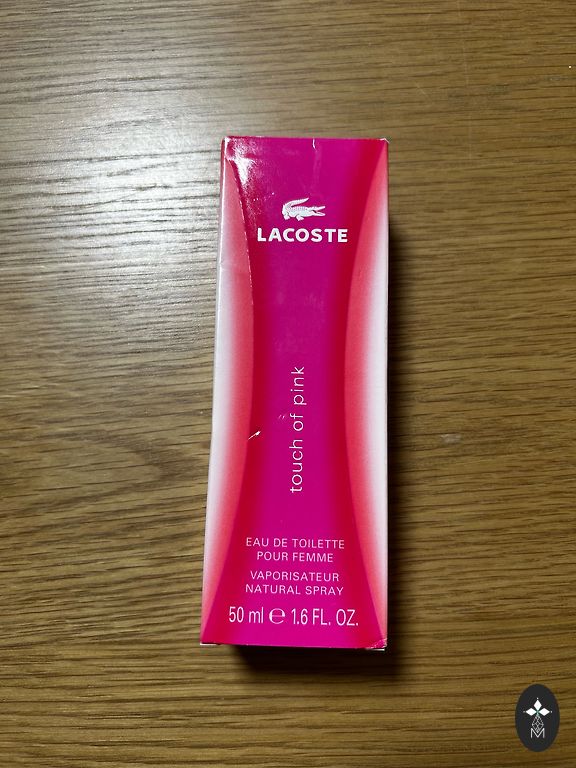 LACOSTE
touch of pink
EAU DE TOILETTE
POUR FEMME
VAPORISATEUR
NATURAL SPRAY
50 ml ℮ 1.6 FL. OZ.
M